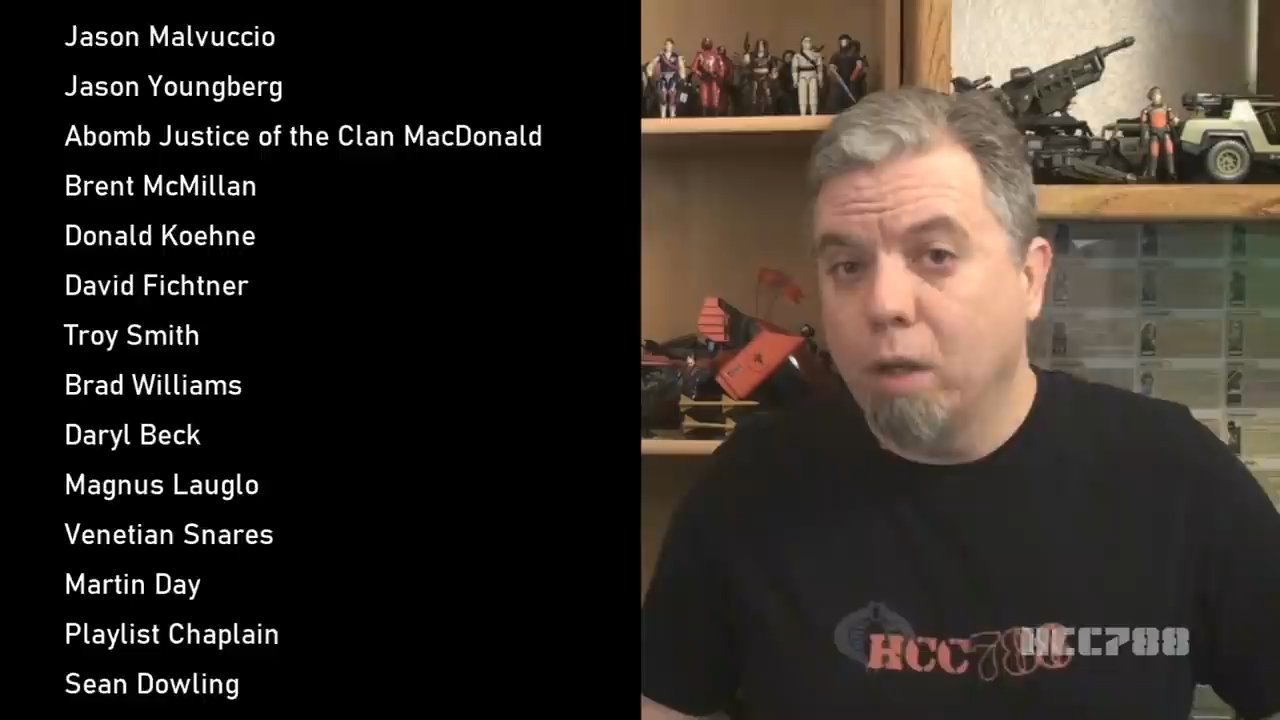 Jason Malvuccio
Jason Youngberg
Abomb Justice of the Clan MacDonald
Brent McMillan
Donald Koehne
David Fichtner
Troy Smith
Brad Williams
Daryl Beck
Magnus Lauglo
Venetian Snares
Martin Day
Playlist Chaplain
Sean Dowling
HCC788
HCC788